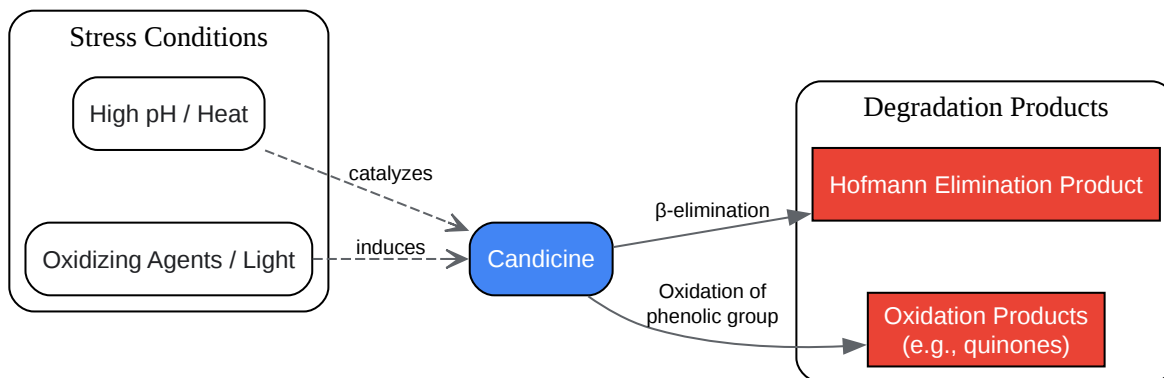 Stress Conditions
High pH / Heat
Oxidizing Agents / Light
catalyzes
induces
Candicine
β-elimination
Oxidation of
phenolic group
Degradation Products
Hofmann Elimination Product
Oxidation Products
(e.g., quinones)